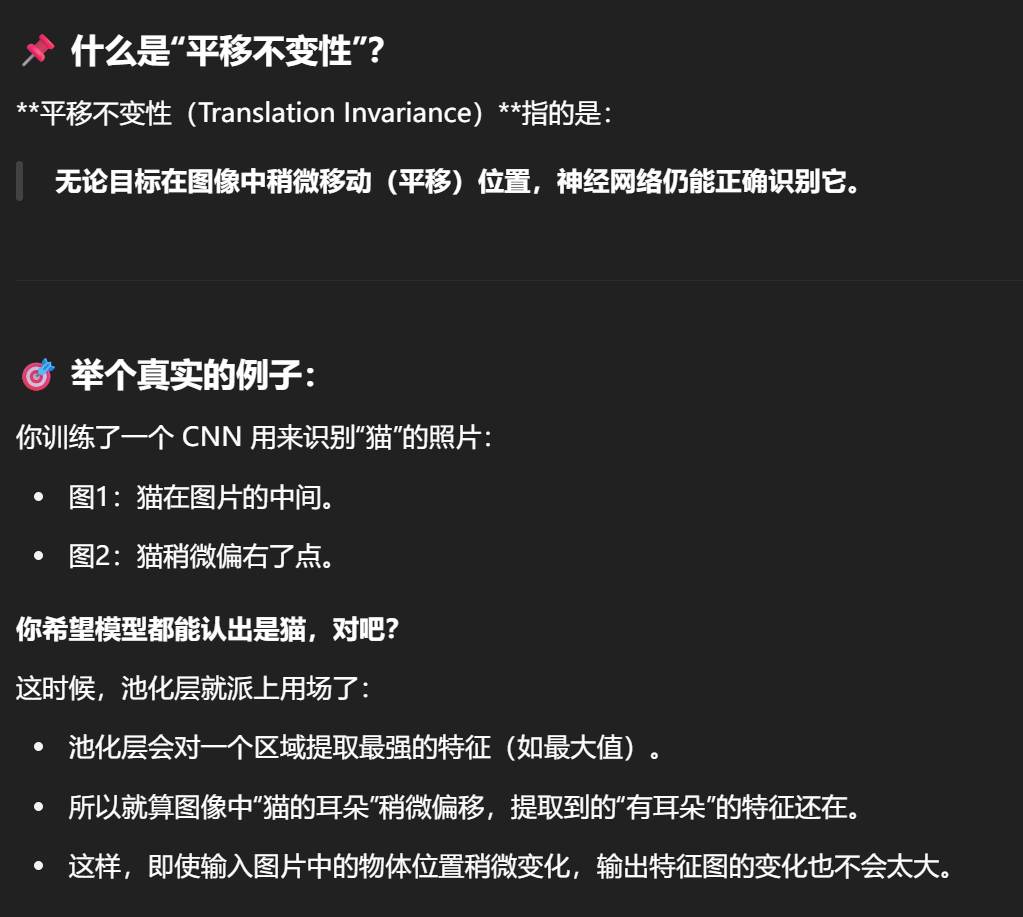 📌 什么是“平移不变性”?
**平移不变性（Translation Invariance）**指的是：
无论目标在图像中稍微移动（平移）位置，神经网络仍能正确识别它。
🎯 举个真实的例子：
你训练了一个 CNN 用来识别“猫”的照片：
• 图1：猫在图片的中间。
• 图2：猫稍微偏右了点。
你希望模型都能认出是猫，对吧？
这时候，池化层就派上用场了：
• 池化层会对一个区域提取最强的特征（如最大值）。
• 所以就算图像中“猫的耳朵”稍微偏移，提取到的“有耳朵”的特征还在。
• 这样，即使输入图片中的物体位置稍微变化，输出特征图的变化也不会太大。